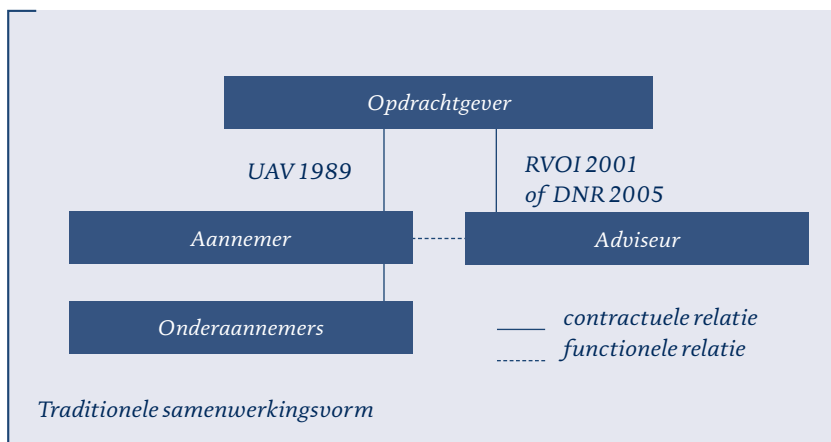 Opdrachtgever
UAV 1989
RVOI 2001
of DNR 2005
Aannemer
Adviseur
Onderaannemers
contractuele relatie
functionele relatie
Traditionele samenwerkingsvorm